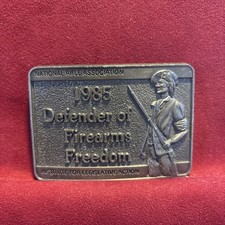 NATIONAL RIFLE ASSOCIATION
1985
Defender of
Firearms
Freedom
INSTITUTE FOR LEGISLATIVE ACTION